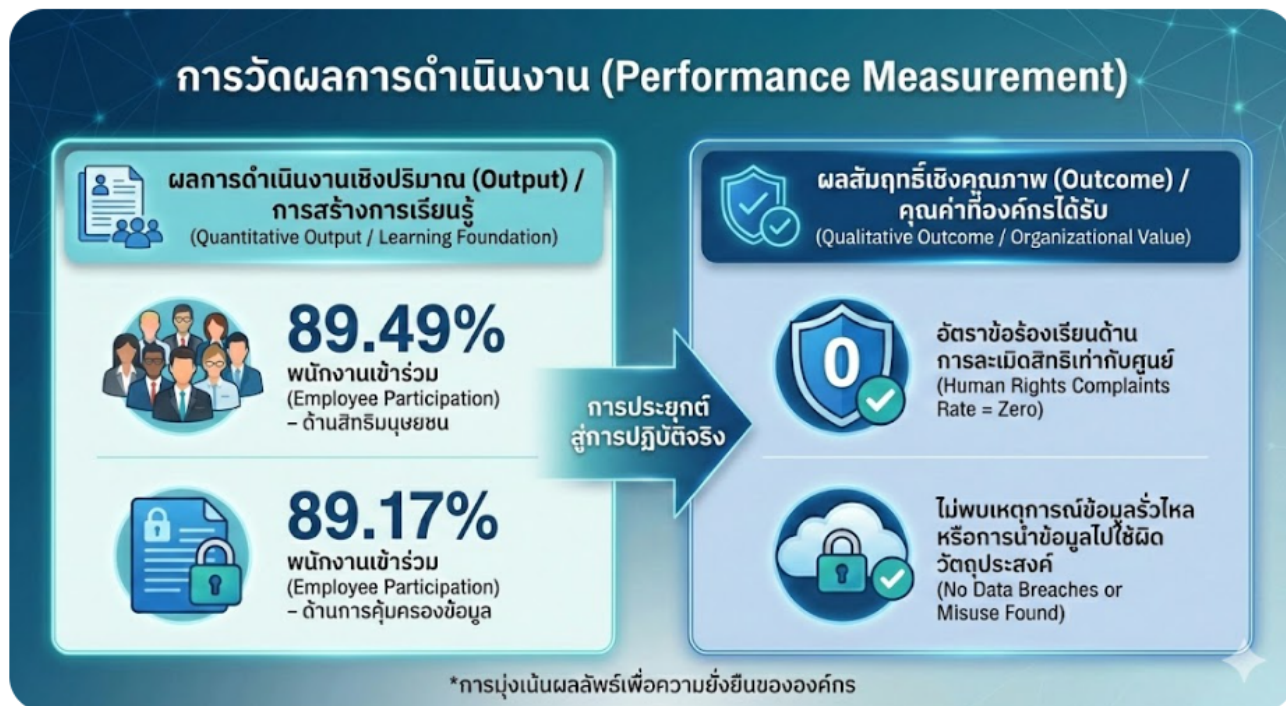 การวัดผลการดำเนินงาน (Performance Measurement)
ผลการดำเนินงานเชิงปริมาณ (Output) /
การสร้างการเรียนรู้
(Quantitative Output / Learning Foundation)
89.49%
พนักงานเข้าร่วม
(Employee Participation)
– ด้านสิทธิมนุษยชน
89.17%
พนักงานเข้าร่วม
(Employee Participation)
– ด้านการคุ้มครองข้อมูล
การประยุกต์
สู่การปฏิบัติจริง
ผลสัมฤทธิ์เชิงคุณภาพ (Outcome) /
คุณค่าที่องค์กรได้รับ
(Qualitative Outcome / Organizational Value)
0
อัตราข้อร้องเรียนด้าน
การละเมิดสิทธิเท่ากับศูนย์
(Human Rights Complaints
Rate = Zero)
ไม่พบเหตุการณ์ข้อมูลรั่วไหล
หรือการนำข้อมูลไปใช้ผิด
วัตถุประสงค์
(No Data Breaches or
Misuse Found)
*การมุ่งเน้นผลลัพธ์เพื่อความยั่งยืนขององค์กร